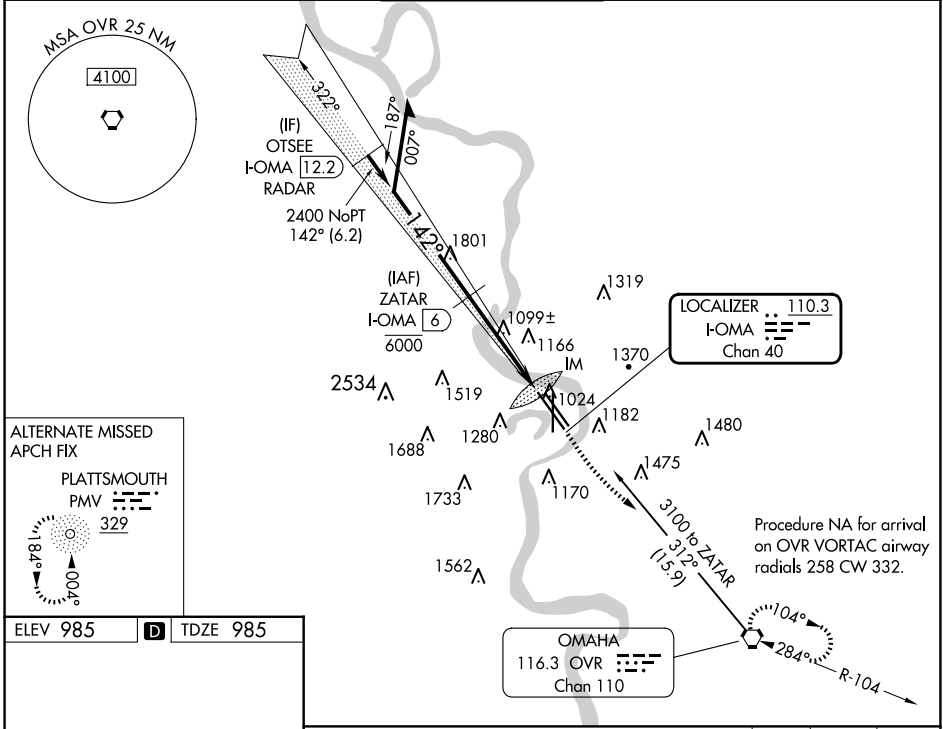 MSA OVR 25 NM
4100
322°
187°
007°
(IF)
OTSEE
I-OMA 12.2
RADAR
2400 NoPT
142° (6.2)
142°
1801
(IAF)
ZATAR
I-OMA 6
6000
1319
1099±
1166
IM
1370
LOCALIZER 110.3
I-OMA
Chan 40
2534
1519
1024
1182
1280
1688
1480
1475
1733
1170
1562
ALTERNATE MISSED
APCH FIX
PLATTSMOUTH
PMV
329
184°
004°
3100 to ZATAR
312°
(15.9)
Procedure NA for arrival
on OVR VORTAC airway
radials 258 CW 332.
104°
284°
R-104
OMAHA
116.3 OVR
Chan 110
ELEV 985 D TDZE 985